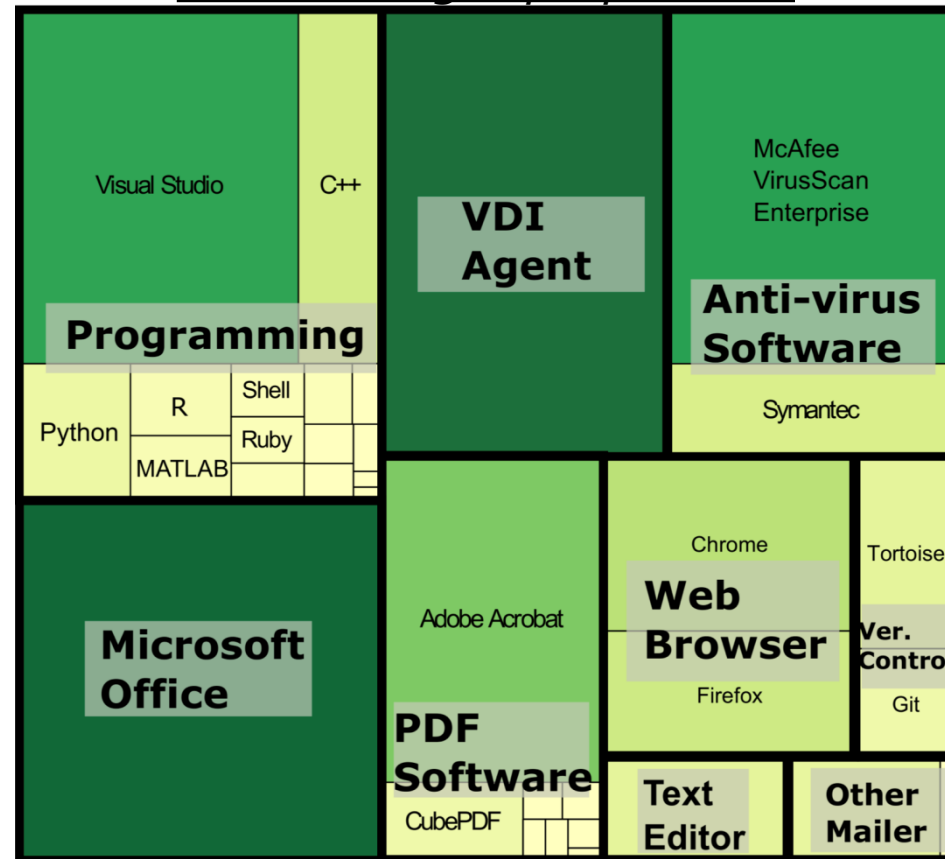 Visual Studio
C++
Programming
Python
R
MATLAB
Shell
Ruby
VDI
Agent
McAfee
VirusScan
Enterprise
Anti-virus
Software
Symantec
Microsoft
Office
Adobe Acrobat
PDF
Software
CubePDF
Chrome
Web
Browser
Firefox
Tortoise
Ver.
Contro
Git
Text
Editor
Other
Mailer